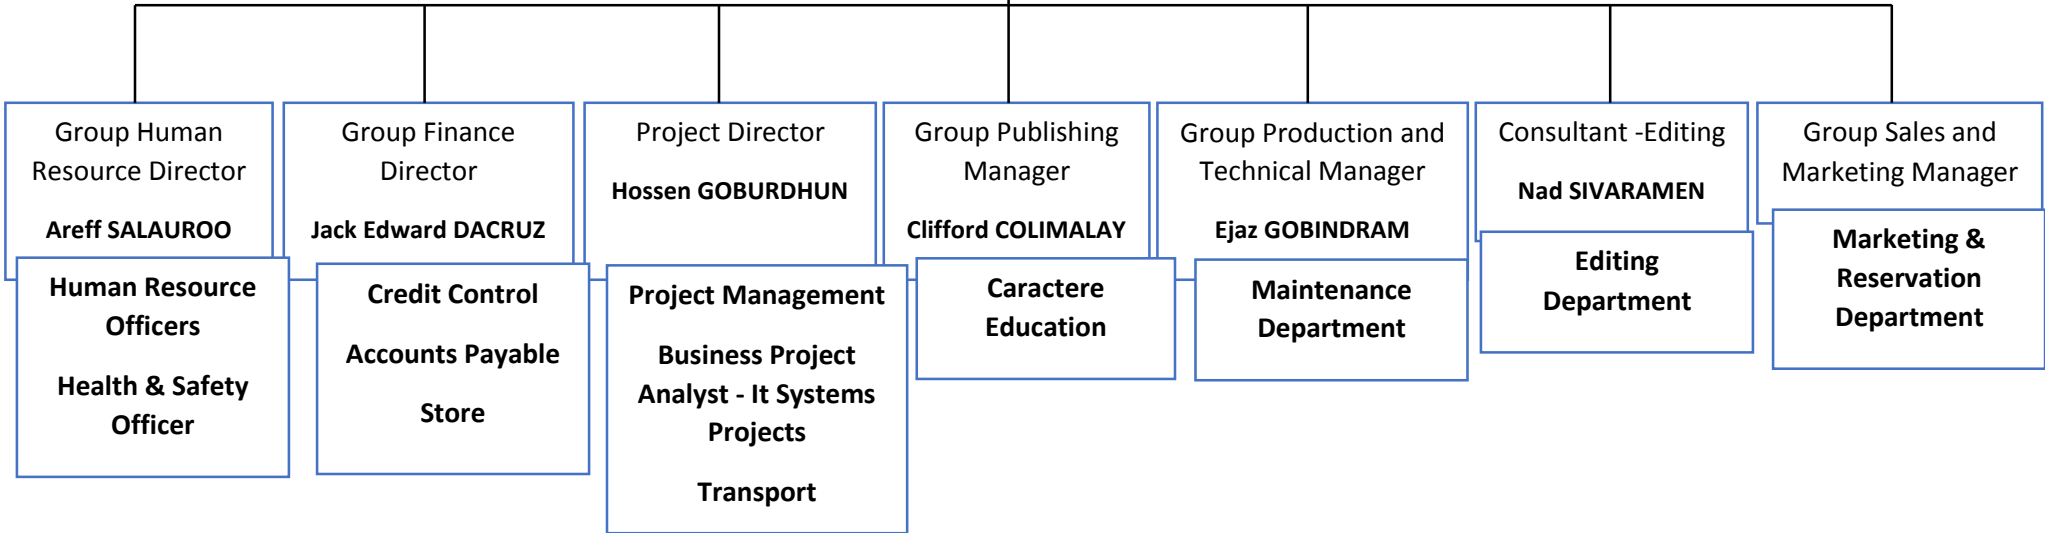 Group Human
Resource Director
Areff SALAUROO
Human Resource
Officers
Health & Safety
Officer
Group Finance
Director
Jack Edward DACRUZ
Credit Control
Accounts Payable
Store
Project Director
Hossen GOBURDHUN
Project Management
Business Project
Analyst - It Systems
Projects
Transport
Group Publishing
Manager
Clifford COLIMALAY
Caractere
Education
Group Production and
Technical Manager
Ejaz GOBINDRAM
Maintenance
Department
Consultant -Editing
Nad SIVARAMEN
Editing
Department
Group Sales and
Marketing Manager
Marketing &
Reservation
Department